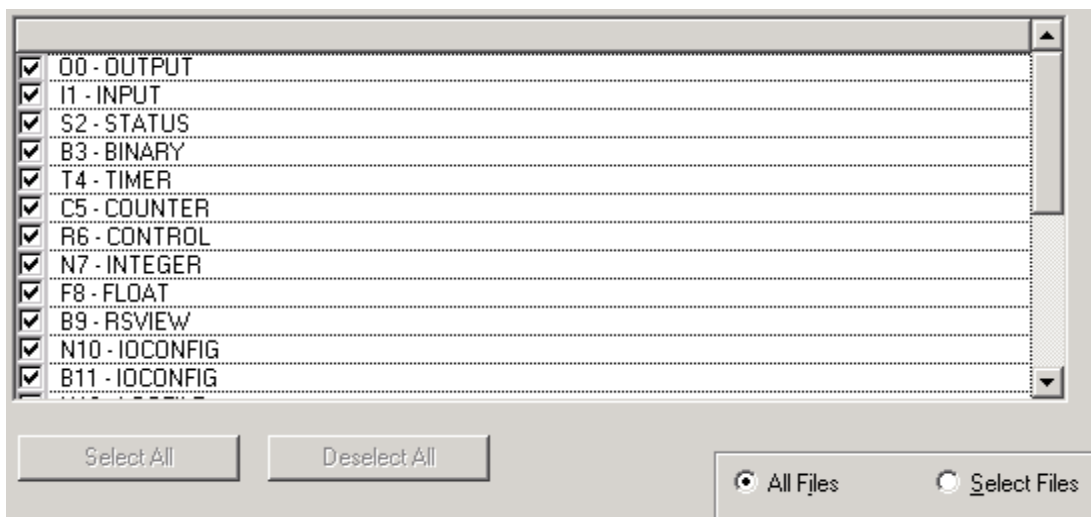 O0 - OUTPUT
I1 - INPUT
S2 - STATUS
B3 - BINARY
T4 - TIMER
C5 - COUNTER
R6 - CONTROL
N7 - INTEGER
F8 - FLOAT
B9 - RSVIEW
N10 - IOCONFIG
B11 - IOCONFIG
Select All Deselect All
All Files Select Files